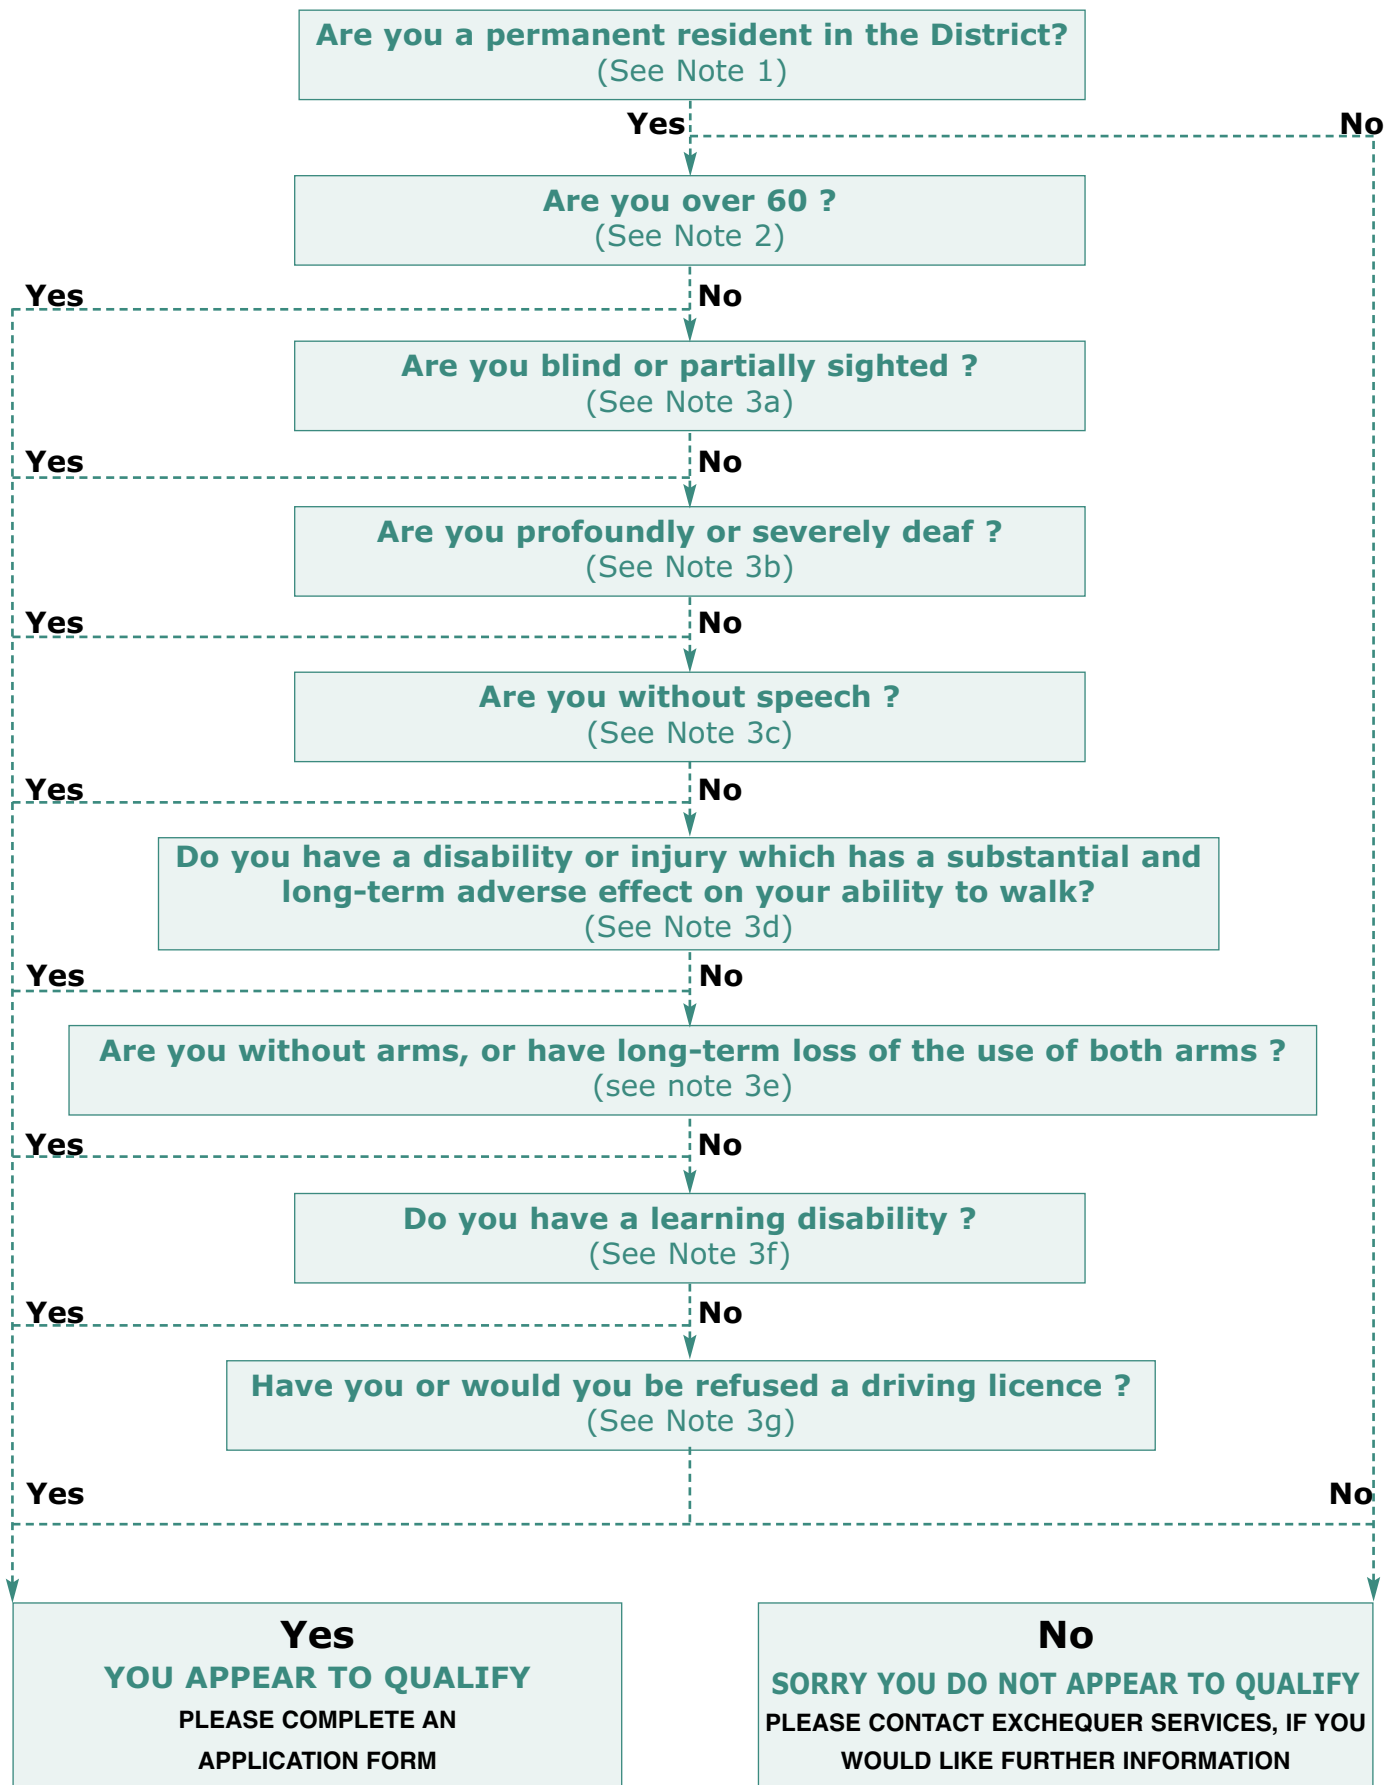 Are you a permanent resident in the District?
(See Note 1)
Yes
No
Are you over 60 ?
(See Note 2)
Yes
No
Are you blind or partially sighted ?
(See Note 3a)
Yes
No
Are you profoundly or severely deaf ?
(See Note 3b)
Yes
No
Are you without speech ?
(See Note 3c)
Yes
No
Do you have a disability or injury which has a substantial and
long-term adverse effect on your ability to walk?
(See Note 3d)
Yes
No
Are you without arms, or have long-term loss of the use of both arms ?
(see note 3e)
Yes
No
Do you have a learning disability ?
(See Note 3f)
Yes
No
Have you or would you be refused a driving licence ?
(See Note 3g)
Yes
No
Yes
YOU APPEAR TO QUALIFY
PLEASE COMPLETE AN
APPLICATION FORM
No
SORRY YOU DO NOT APPEAR TO QUALIFY
PLEASE CONTACT EXCHEQUER SERVICES, IF YOU
WOULD LIKE FURTHER INFORMATION